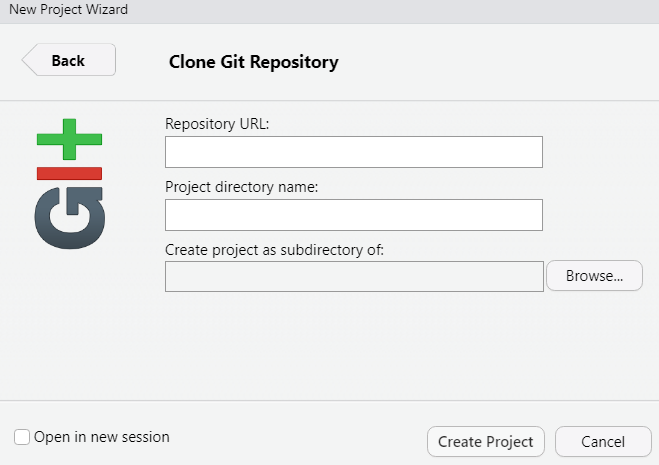 New Project Wizard
Back
Clone Git Repository
GIt
Repository URL:
Project directory name:
Create project as subdirectory of:
Browse...
Open in new session
Create Project
Cancel